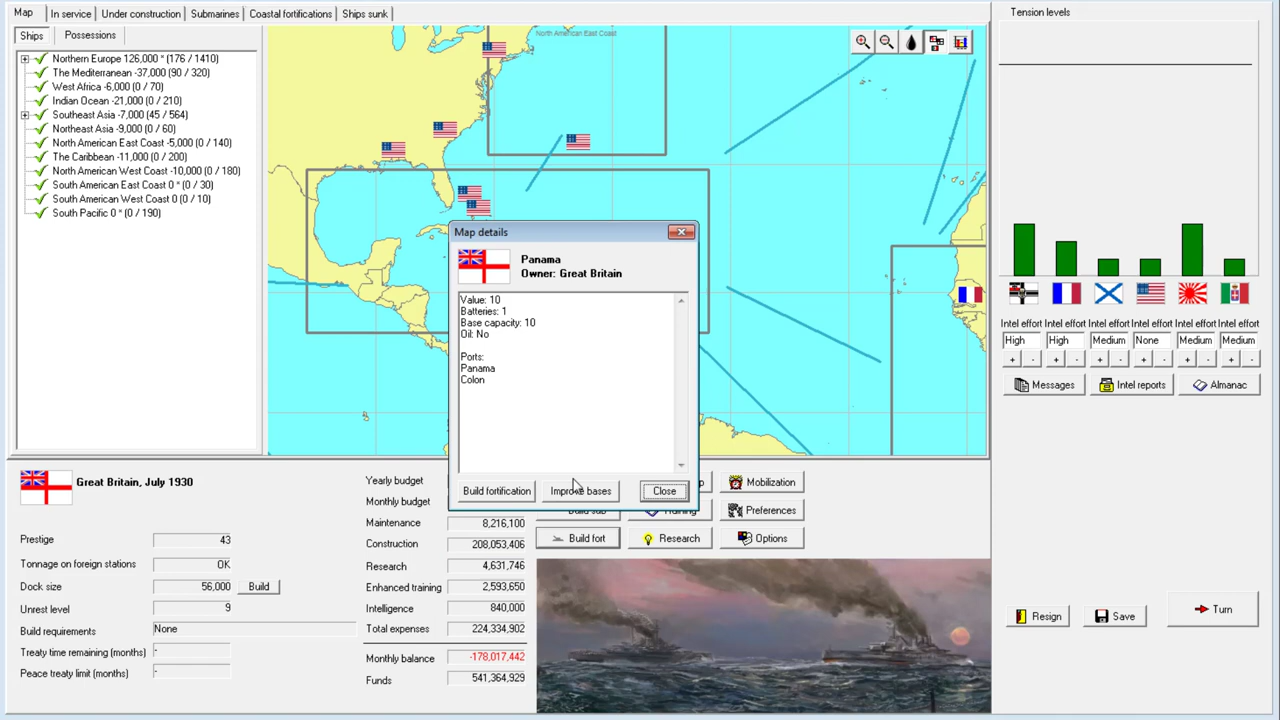 Map
In service
Under construction
Submarines
Coastal fortifications
Ships sunk
Ships
Possessions
Northern Europe 126,000 * (176 / 1410)
The Mediterranean -37,000 (90 / 320)
West Africa -6,000 (0 / 70)
Indian Ocean -21,000 (0 / 210)
Southeast Asia -7,000 (45 / 564)
Northeast Asia -9,000 (0 / 60)
North American East Coast -5,000 (0 / 140)
The Caribbean -11,000 (0 / 200)
North American West Coast -10,000 (0 / 180)
South American East Coast 0 * (0 / 30)
South American West Coast 0 (0 / 10)
South Pacific 0 * (0 / 190)
North American East Coast
Map details
Panama
Owner: Great Britain
Value: 10
Batteries: 1
Base capacity: 10
Oil: No
Ports:
Panama
Colon
Build fortification
Improve bases
Close
Tension levels
Intel effort Intel effort Intel effort Intel effort Intel effort Intel effort
High High Medium None Medium Medium
+ - + - + - + - + - + -
Messages
Intel reports
Almanac
Great Britain, July 1930
Prestige 43
Tonnage on foreign stations OK
Dock size 56,000 Build
Unrest level 9
Build requirements None
Treaty time remaining (months) -
Peace treaty limit (months) -
Yearly budget
Monthly budget
Maintenance 8,216,100
Construction 208,053,406
Research 4,631,746
Enhanced training 2,593,650
Intelligence 840,000
Total expenses 224,334,902
Monthly balance -178,017,442
Funds 541,364,929
Mobilization
Build sub
Training
Preferences
Build fort
Research
Options
Resign
Save
Turn